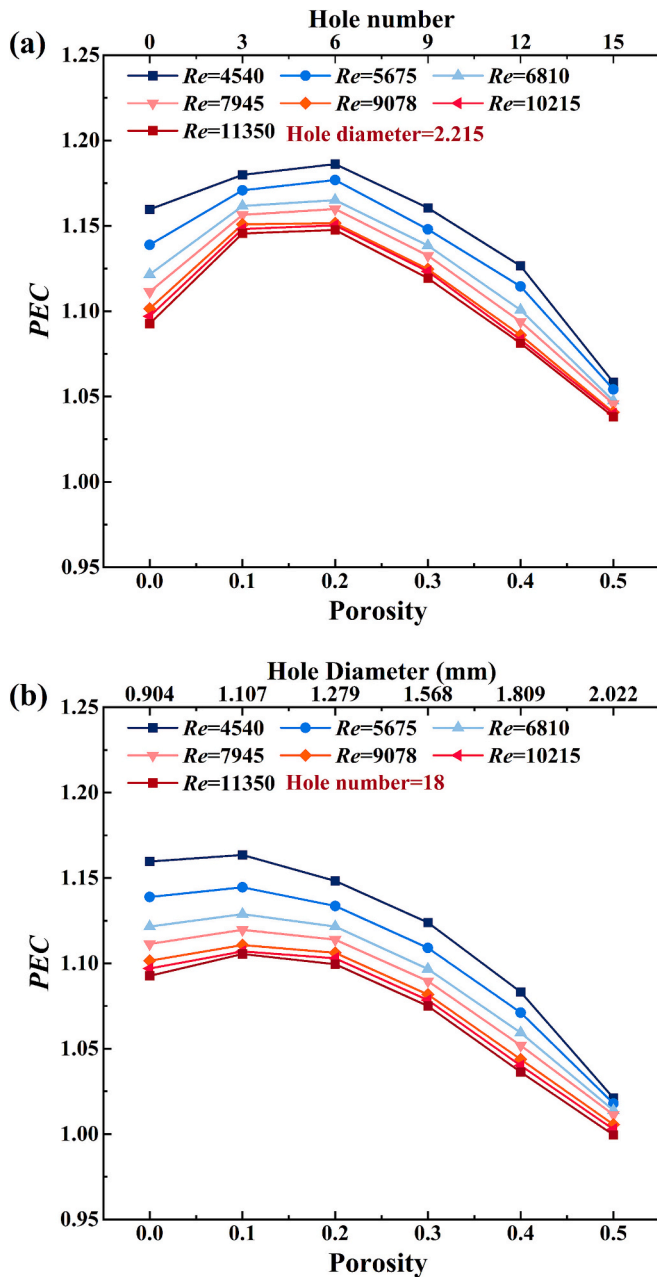 Hole number
(a)
0 3 6 9 12 15
1.25
Re=4540 Re=5675 Re=6810
Re=7945 Re=9078 Re=10215
Re=11350 Hole diameter=2.215
1.20
1.15
PEC
1.10
1.05
1.00
0.95
0.0 0.1 0.2 0.3 0.4 0.5
Porosity
(b)
Hole Diameter (mm)
0.904 1.107 1.279 1.568 1.809 2.022
1.25
Re=4540 Re=5675 Re=6810
Re=7945 Re=9078 Re=10215
Re=11350 Hole number=18
1.20
1.15
PEC
1.10
1.05
1.00
0.95
0.0 0.1 0.2 0.3 0.4 0.5
Porosity